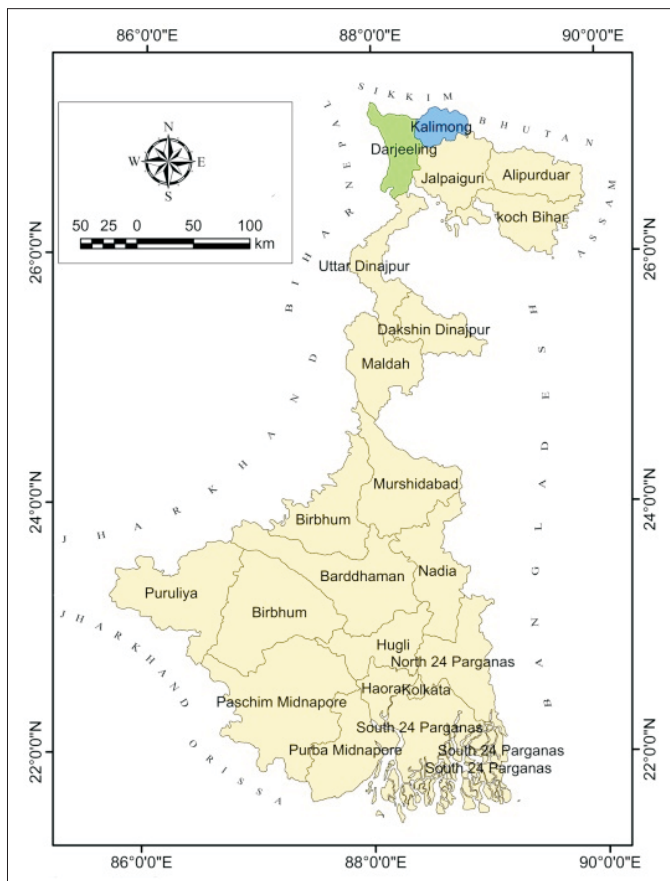 86°0'0"E 88°0'0"E 90°0'0"E
SIKKIM
BHUTAN
NEPAL
ASSAM
N
W E
S
50 25 0 50 100
km
Kalimong
Darjeeling
Jalpaiguri
Alipurduar
koch Bihar
26°0'0"N 26°0'0"N
Uttar Dinajpur
BIHAR
Dakshin Dinajpur
Maldah
BANGLADESH
JHARKHAND
24°0'0"N 24°0'0"N
Murshidabad
Birbhum
Barddhaman
Nadia
Puruliya
Birbhum
JHARKHAND
Hugli
North 24 Parganas
Haora
Kolkata
Paschim Midnapore
South 24 Parganas
Purba Midnapore
South 24 Parganas
South 24 Parganas
ORISSA
22°0'0"N 22°0'0"N
86°0'0"E 88°0'0"E 90°0'0"E